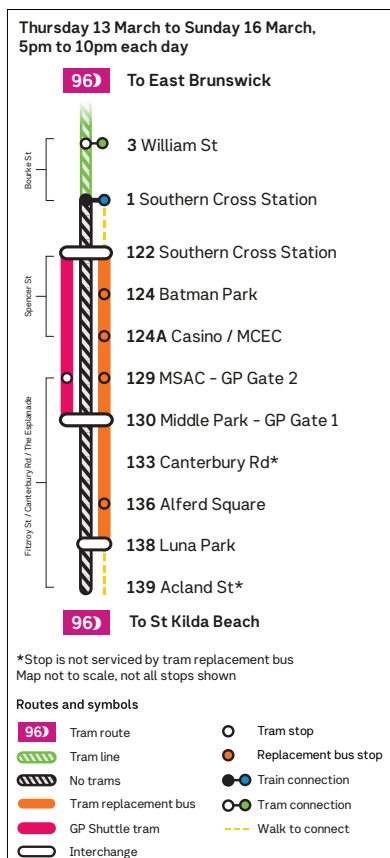 Thursday 13 March to Sunday 16 March,
5pm to 10pm each day
96 To East Brunswick
Bourke St
3 William St
1 Southern Cross Station
Spencer St
122 Southern Cross Station
124 Batman Park
124A Casino / MCEC
Fitzroy St / Canterbury Rd / The Esplanade
129 MSAC - GP Gate 2
130 Middle Park - GP Gate 1
133 Canterbury Rd*
136 Alferd Square
138 Luna Park
139 Acland St*
96 To St Kilda Beach
*Stop is not serviced by tram replacement bus
Map not to scale, not all stops shown
Routes and symbols
96 Tram route
Tram line
No trams
Tram replacement bus
GP Shuttle tram
Interchange
Tram stop
Replacement bus stop
Train connection
Tram connection
Walk to connect